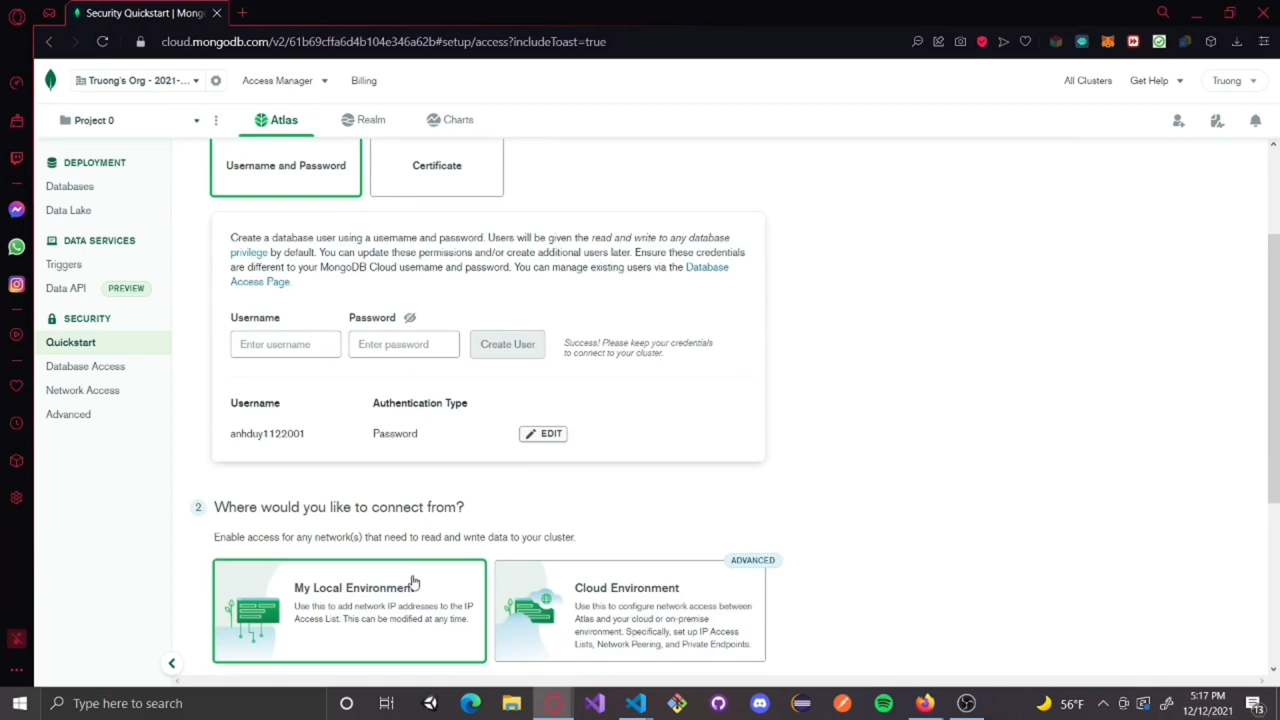 Security Quickstart | Mong
cloud.mongodb.com/v2/61b69cffa6d4b104e346a62b#setup/access?includeToast=true
Truong's Org - 2021-...
Access Manager
Billing
All Clusters
Get Help
Truong
Project 0
Atlas
Realm
Charts
DEPLOYMENT
Databases
Data Lake
DATA SERVICES
Triggers
Data API
PREVIEW
SECURITY
Quickstart
Database Access
Network Access
Advanced
Username and Password
Certificate
Create a database user using a username and password. Users will be given the read and write to any database
privilege by default. You can update these permissions and/or create additional users later. Ensure these credentials
are different to your MongoDB Cloud username and password. You can manage existing users via the Database
Access Page.
Username
Password
Enter username
Enter password
Create User
Success! Please keep your credentials
to connect to your cluster.
Username
Authentication Type
anhduy1122001
Password
EDIT
2
Where would you like to connect from?
Enable access for any network(s) that need to read and write data to your cluster.
My Local Environment
Use this to add network IP addresses to the IP
Access List. This can be modified at any time.
ADVANCED
Cloud Environment
Use this to configure network access between
Atlas and your cloud or on-premise
environment. Specifically, set up IP Access
Lists, Network Peering, and Private Endpoints.
Type here to search
56°F
5:17 PM
12/12/2021
13